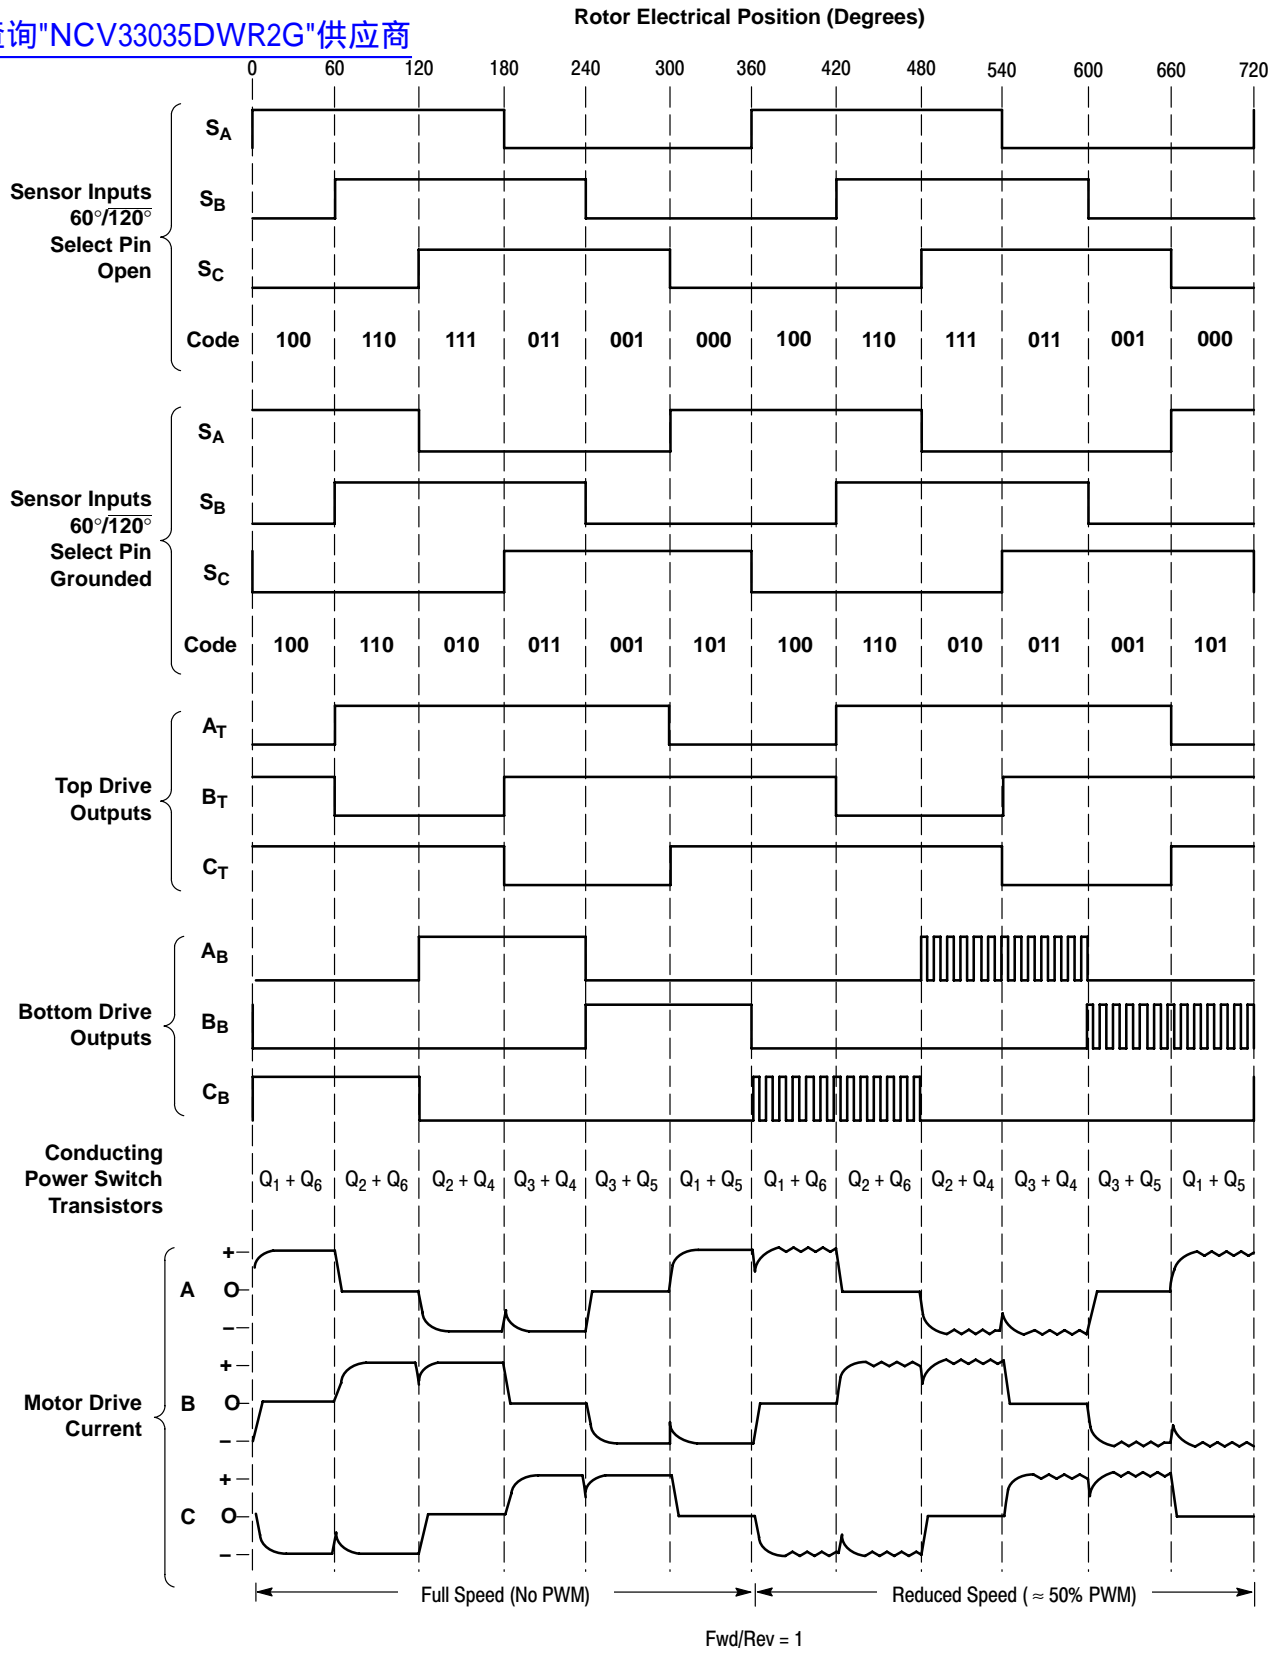 询"NCV33035DWR2G"供应商
Rotor Electrical Position (Degrees)
0 60 120 180 240 300 360 420 480 540 600 660 720
Sensor Inputs
60°/120°
Select Pin
Open
SA
SB
SC
Code 100 110 111 011 001 000 100 110 111 011 001 000
Sensor Inputs
60°/120°
Select Pin
Grounded
SA
SB
SC
Code 100 110 010 011 001 101 100 110 010 011 001 101
Top Drive
Outputs
AT
BT
CT
Bottom Drive
Outputs
AB
BB
CB
Conducting
Power Switch
Transistors
Q1 + Q6 Q2 + Q6 Q2 + Q4 Q3 + Q4 Q3 + Q5 Q1 + Q5 Q1 + Q6 Q2 + Q6 Q2 + Q4 Q3 + Q4 Q3 + Q5 Q1 + Q5
Motor Drive
Current
+
A O
–
+
B O
–
+
C O
–
Full Speed (No PWM) Reduced Speed ( ≈ 50% PWM)
Fwd/Rev = 1